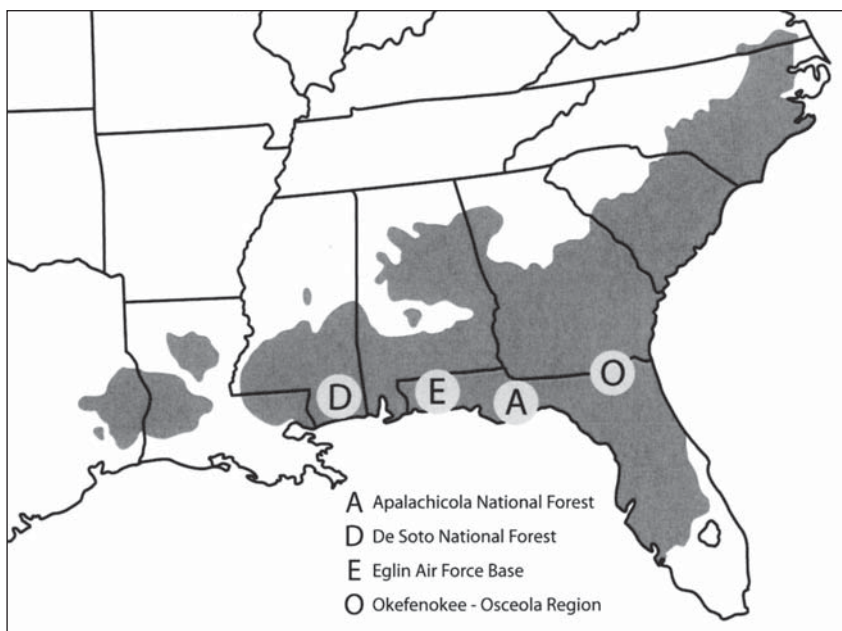 D
E
A
O
A Apalachicola National Forest
D De Soto National Forest
E Eglin Air Force Base
O Okefenokee - Osceola Region